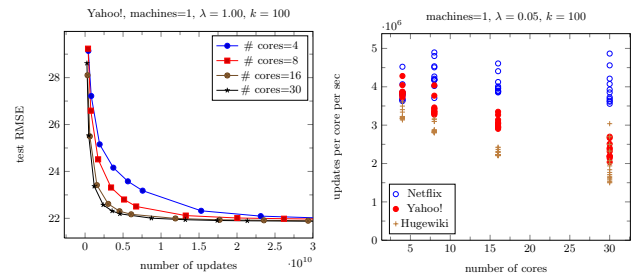 Yahoo!, machines=1, λ = 1.00, k = 100
test RMSE
28
26
24
22
0
0.5
1
1.5
2
2.5
3
·10^10
number of updates
# cores=4
# cores=8
# cores=16
# cores=30
machines=1, λ = 0.05, k = 100
·10^6
updates per core per sec
5
4
3
2
1
0
5
10
15
20
25
30
number of cores
Netflix
Yahoo!
Hugewiki